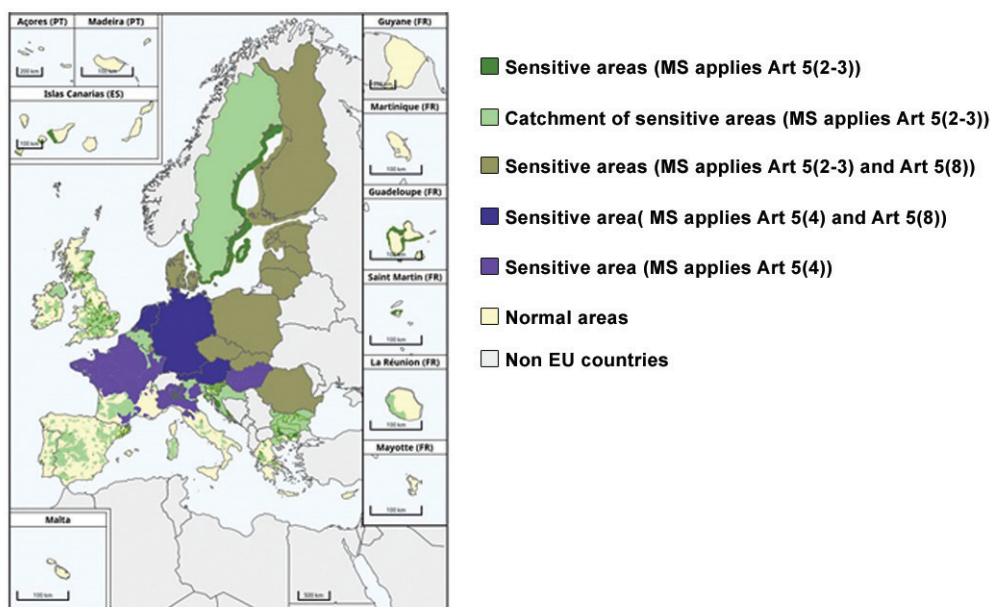 Açores (PT)
200 km
Madeira (PT)
100 km
Islas Canarias (ES)
100 km
Guyane (FR)
Martinique (FR)
100 km
Guadeloupe (FR)
100 km
Saint Martin (FR)
100 km
La Réunion (FR)
100 km
Mayotte (FR)
100 km
Malta
100 km
500 km
Sensitive areas (MS applies Art 5(2-3))
Catchment of sensitive areas (MS applies Art 5(2-3))
Sensitive areas (MS applies Art 5(2-3) and Art 5(8))
Sensitive area( MS applies Art 5(4) and Art 5(8))
Sensitive area (MS applies Art 5(4))
Normal areas
Non EU countries